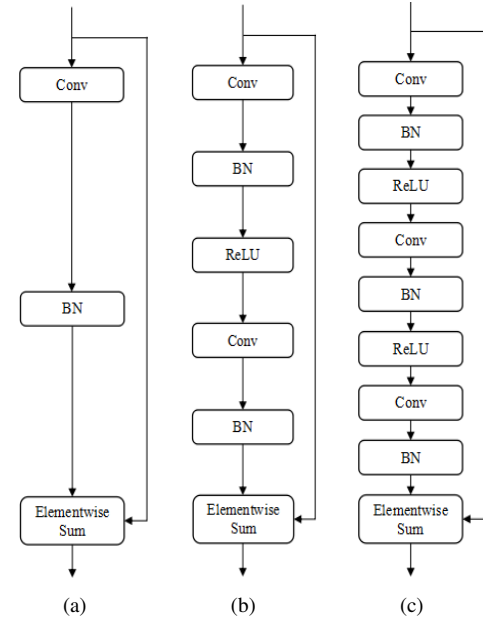 Conv
BN
Elementwise
Sum
(a)
Conv
BN
ReLU
Conv
BN
Elementwise
Sum
(b)
Conv
BN
ReLU
Conv
BN
ReLU
Conv
BN
Elementwise
Sum
(c)